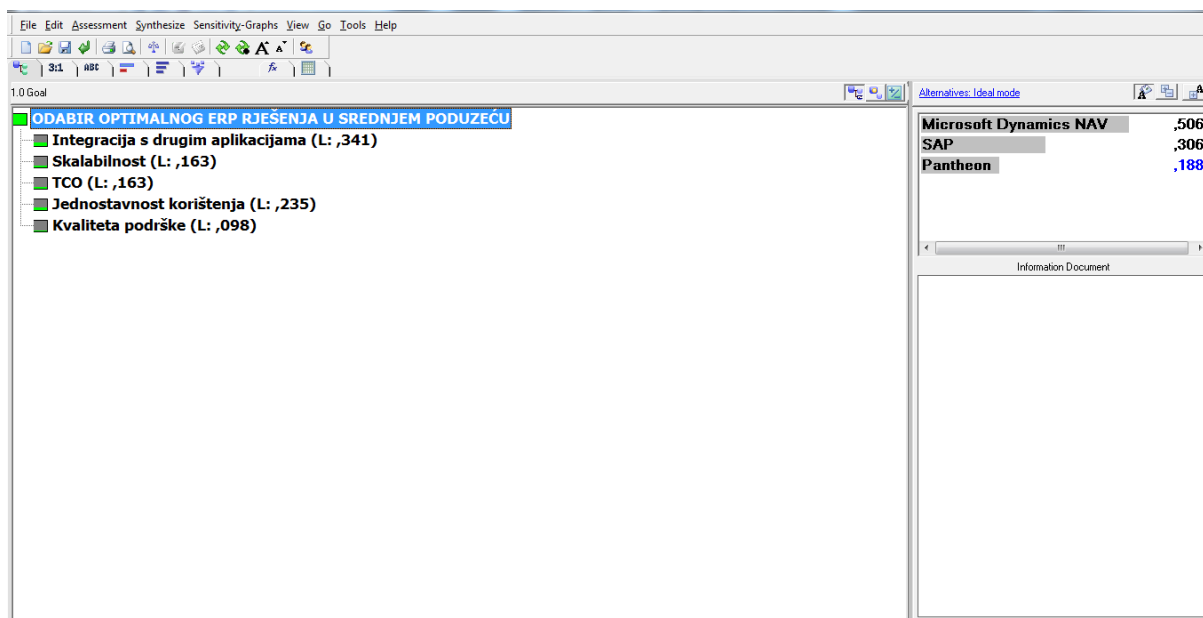 File Edit Assessment Synthesize Sensitivity-Graphs View Go Tools Help
3:1 ABC fx
1.0 Goal
ODABIR OPTIMALNOG ERP RJEŠENJA U SREDNJEM PODUZEĆU
Integracija s drugim aplikacijama (L: ,341)
Skalabilnost (L: ,163)
TCO (L: ,163)
Jednostavnost korištenja (L: ,235)
Kvaliteta podrške (L: ,098)
Alternatives: Ideal mode
Microsoft Dynamics NAV ,506
SAP ,306
Pantheon ,188
Information Document